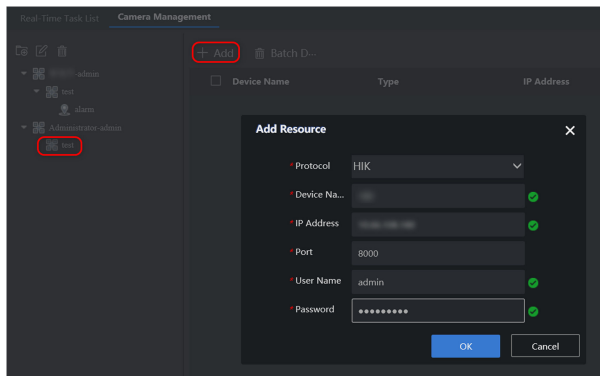 Real-Time Task List Camera Management
+ Add Batch D...
Device Name Type IP Address
-admin
test
alarm
Administrator-admin
test
Add Resource
* Protocol HIK
* Device Na...
* IP Address
* Port 8000
* User Name admin
* Password •••••••••
OK Cancel